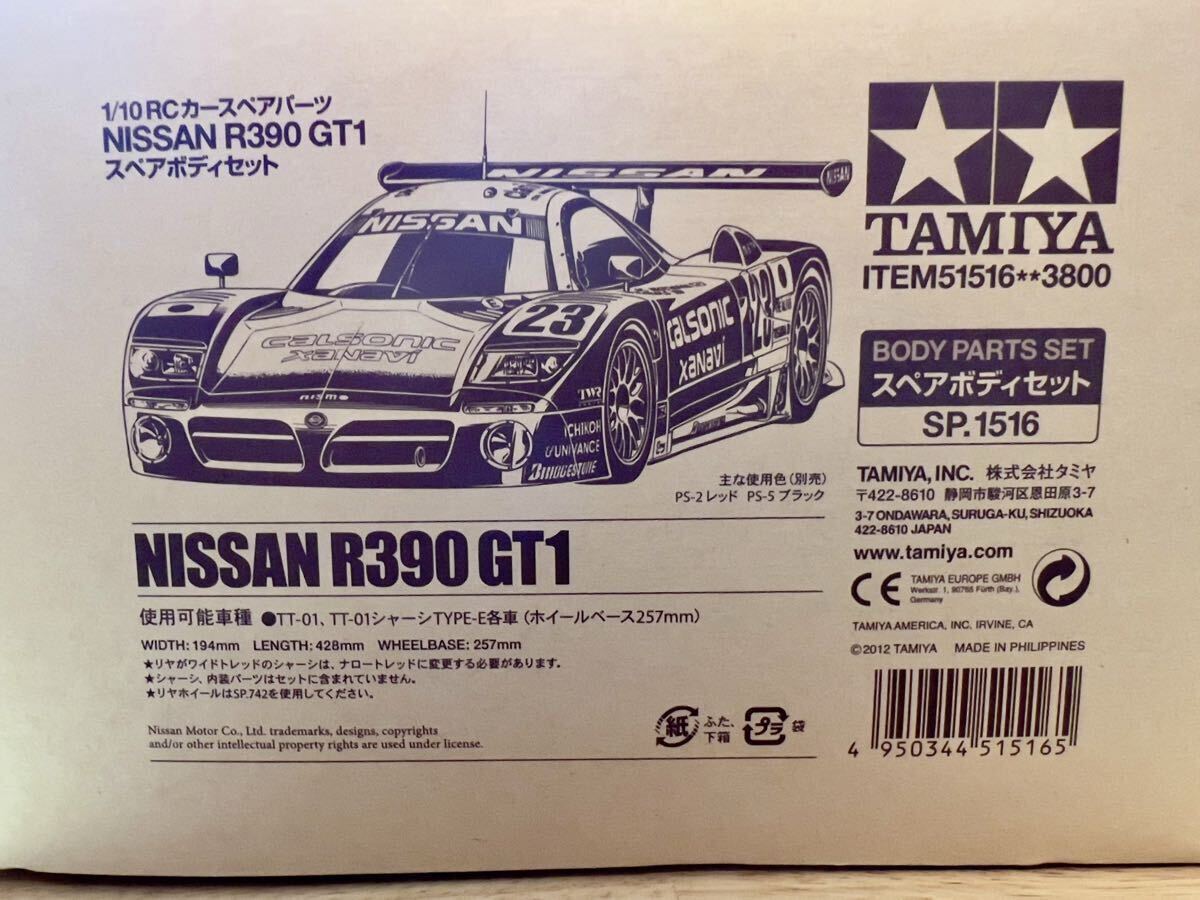 1/10 RCカースペアパーツ
NISSAN R390 GT1
スペアボディセット
NISSAN
NISSAN
NISSAN
23
calsonic
xanavi
nismo
calsonic
xanavi
23
TWR
ICHIKOH
UNIVANCE
BRIDGESTONE
主な使用色(別売)
PS-2 レッド PS-5 ブラック
NISSAN R390 GT1
使用可能車種 ●TT-01、TT-01シャーシTYPE-E各車 (ホイールベース257mm)
WIDTH: 194mm LENGTH: 428mm WHEELBASE: 257mm
★リヤがワイドトレッドのシャーシは、ナロートレッドに変更する必要があります。
★シャーシ、内装パーツはセットに含まれていません。
★リヤホイールはSP.742を使用してください。
Nissan Motor Co., Ltd. trademarks, designs, copyrights
and/or other intellectual property rights are used under license.
紙 ふた、下箱 プラ 袋
TAMIYA
ITEM51516**3800
BODY PARTS SET
スペアボディセット
SP.1516
TAMIYA, INC. 株式会社タミヤ
〒422-8610 静岡市駿河区恩田原3-7
3-7 ONDAWARA, SURUGA-KU, SHIZUOKA
422-8610 JAPAN
www.tamiya.com
CE TAMIYA EUROPE GMBH
Werkstr. 1, 90765 Fürth (Bay.),
Germany
TAMIYA AMERICA, INC. IRVINE, CA
©2012 TAMIYA MADE IN PHILIPPINES
4 950344 515165